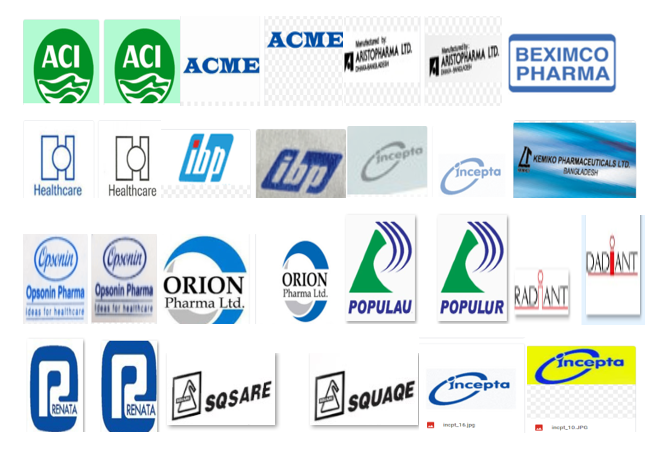 ACI
ACI
ACME
ACME
Manufactured by:
ARISTOPHARMA LTD.
DHAKA-BANGLADESH
Manufactured by:
ARISTOPHARMA LTD.
DHAKA-BANGLADESH
BEXIMCO
PHARMA
Healthcare
Healthcare
ibp
ibp
incepta
incepta
KEMIKO PHARMACEUTICALS LTD.
BANGLADESH
Opsonin
Opsonin Pharma
Ideas for healthcare
Opsonin
Opsonin Pharma
Ideas for healthcare
ORION
Pharma Ltd.
ORION
Pharma Ltd.
POPULAU
POPULUR
RADIANT
DADIANT
RENATA
RENATA
SQSARE
SQUAQE
incepta
incpt_16.jpg
incepta
incpt_10.JPG